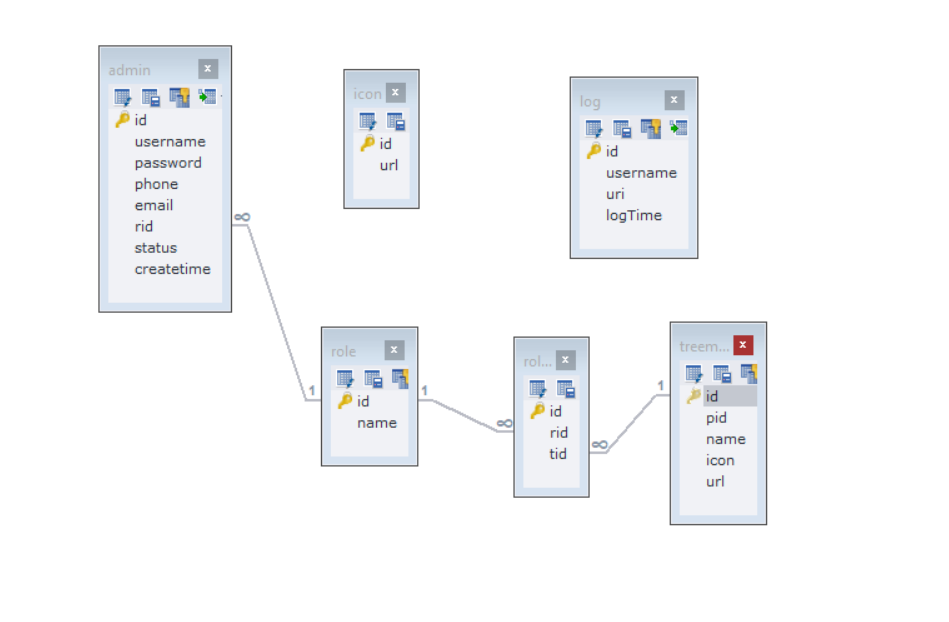 admin
id
username
password
phone
email
rid
status
createtime
icon
id
url
log
id
username
uri
logTime
∞
role
id
name
1
1
rol...
id
rid
tid
∞
∞
treem...
id
pid
name
icon
url
1